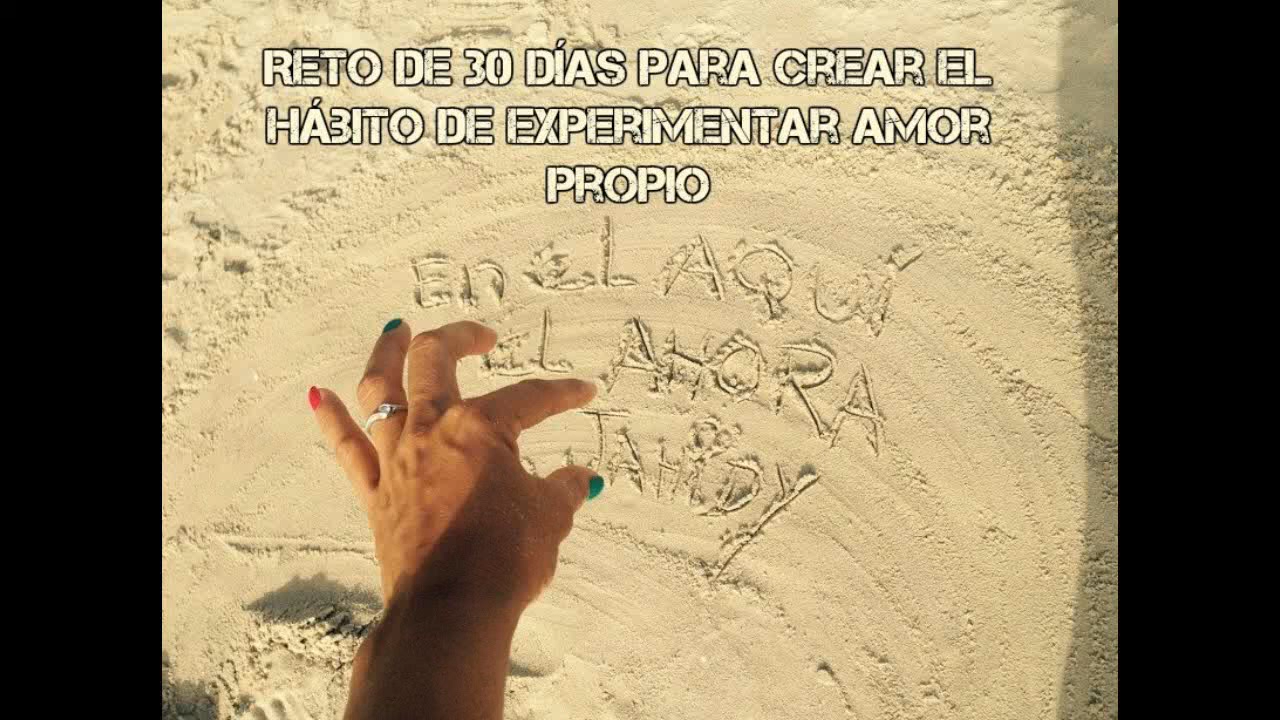 RETO DE 30 DÍAS PARA CREAR EL
HÁBITO DE EXPERIMENTAR AMOR
PROPIO
En EL AQUÍ
EL AHORA